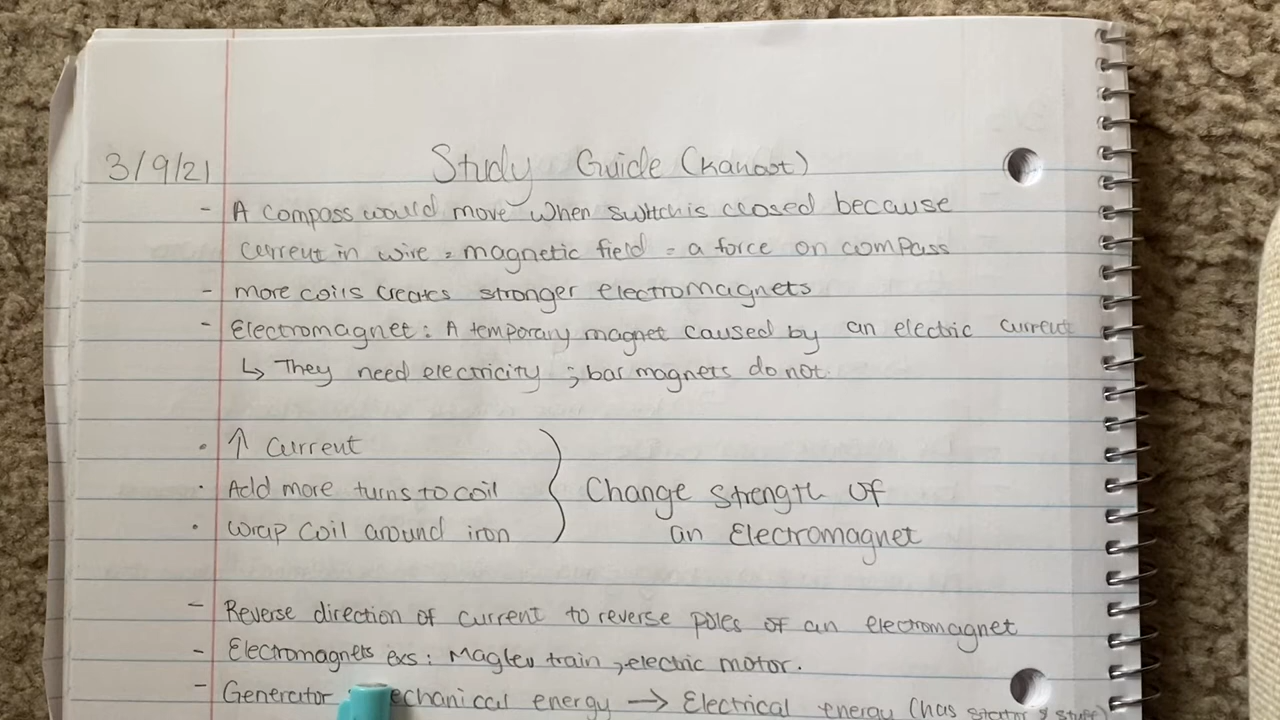 3/9/21 Study Guide (Kanast)
- A compass would move when switch is closed because
current in wire = magnetic field = a force on compass
- more coils creates stronger electromagnets
- Electromagnet: A temporary magnet caused by an electric current
↳ They need electricity ; bar magnets do not.
• ↑ Current
• Add more turns to coil
• Wrap coil around iron
Change strength of
an Electromagnet
- Reverse direction of current to reverse poles of an electromagnet
- Electromagnets exs: Maglev train, electric motor.
- Generator echanical energy → Electrical energy (has & stuff)